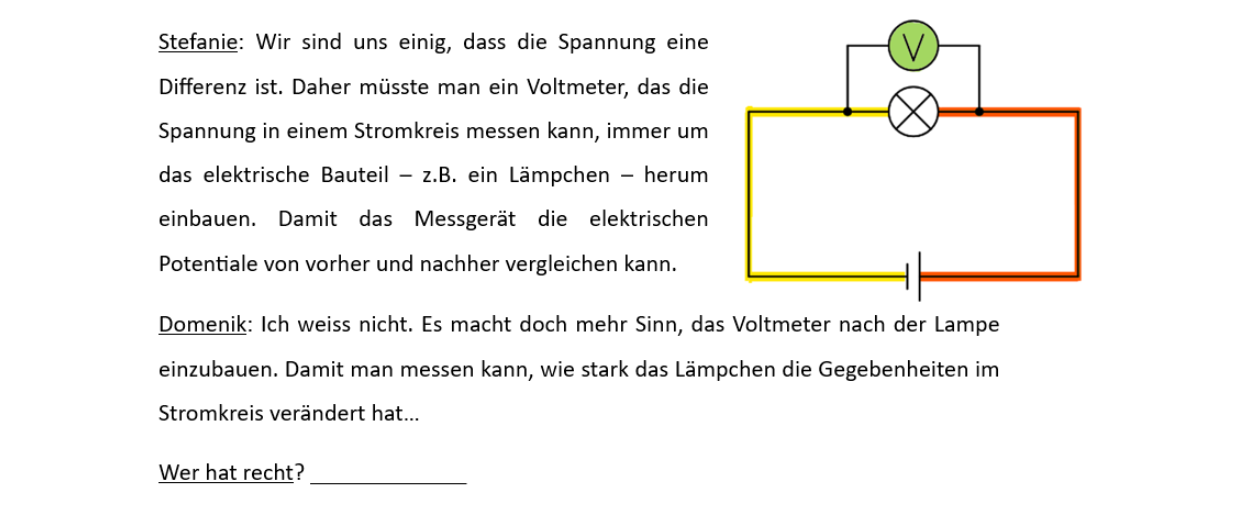 Stefanie: Wir sind uns einig, dass die Spannung eine
Differenz ist. Daher müsste man ein Voltmeter, das die
Spannung in einem Stromkreis messen kann, immer um
das elektrische Bauteil – z.B. ein Lämpchen – herum
einbauen. Damit das Messgerät die elektrischen
Potentiale von vorher und nachher vergleichen kann.
V
Domenik: Ich weiss nicht. Es macht doch mehr Sinn, das Voltmeter nach der Lampe
einzubauen. Damit man messen kann, wie stark das Lämpchen die Gegebenheiten im
Stromkreis verändert hat...
Wer hat recht? ______________